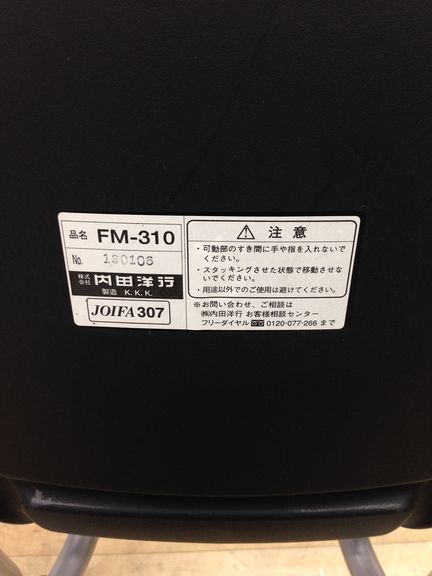 品名 FM-310
No. 130106
株式会社 内田洋行
製造 K.K.K.
JOIFA 307
⚠ 注意
・可動部のすき間に手や指を入れないで
ください。
・スタッキングさせた状態で移動させな
いでください。
・用途以外でのご使用は避けてください。
※お問い合わせ、ご相談は
㈱内田洋行 お客様相談センター
フリーダイヤル 0120-077-266 まで